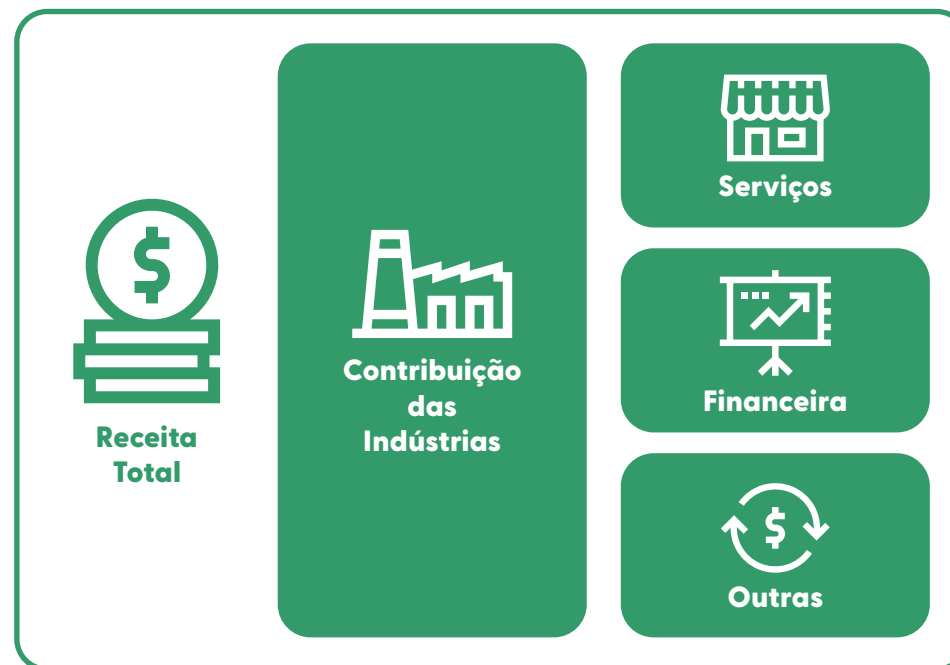 Receita
Total
Contribuição
das
Indústrias
Serviços
Financeira
Outras